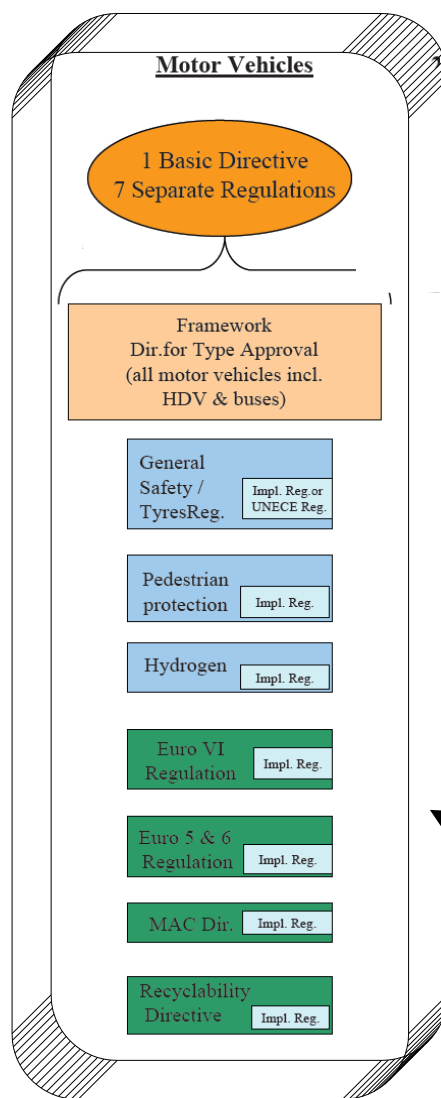 Motor Vehicles
1 Basic Directive
7 Separate Regulations
Framework
Dir.for Type Approval
(all motor vehicles incl.
HDV & buses)
General
Safety /
TyresReg.
Impl. Reg.or
UNECE Reg.
Pedestrian
protection
Impl. Reg.
Hydrogen
Impl. Reg.
Euro VI
Regulation
Impl. Reg.
Euro 5 & 6
Regulation
Impl. Reg.
MAC Dir.
Impl. Reg.
Recyclability
Directive
Impl. Reg.